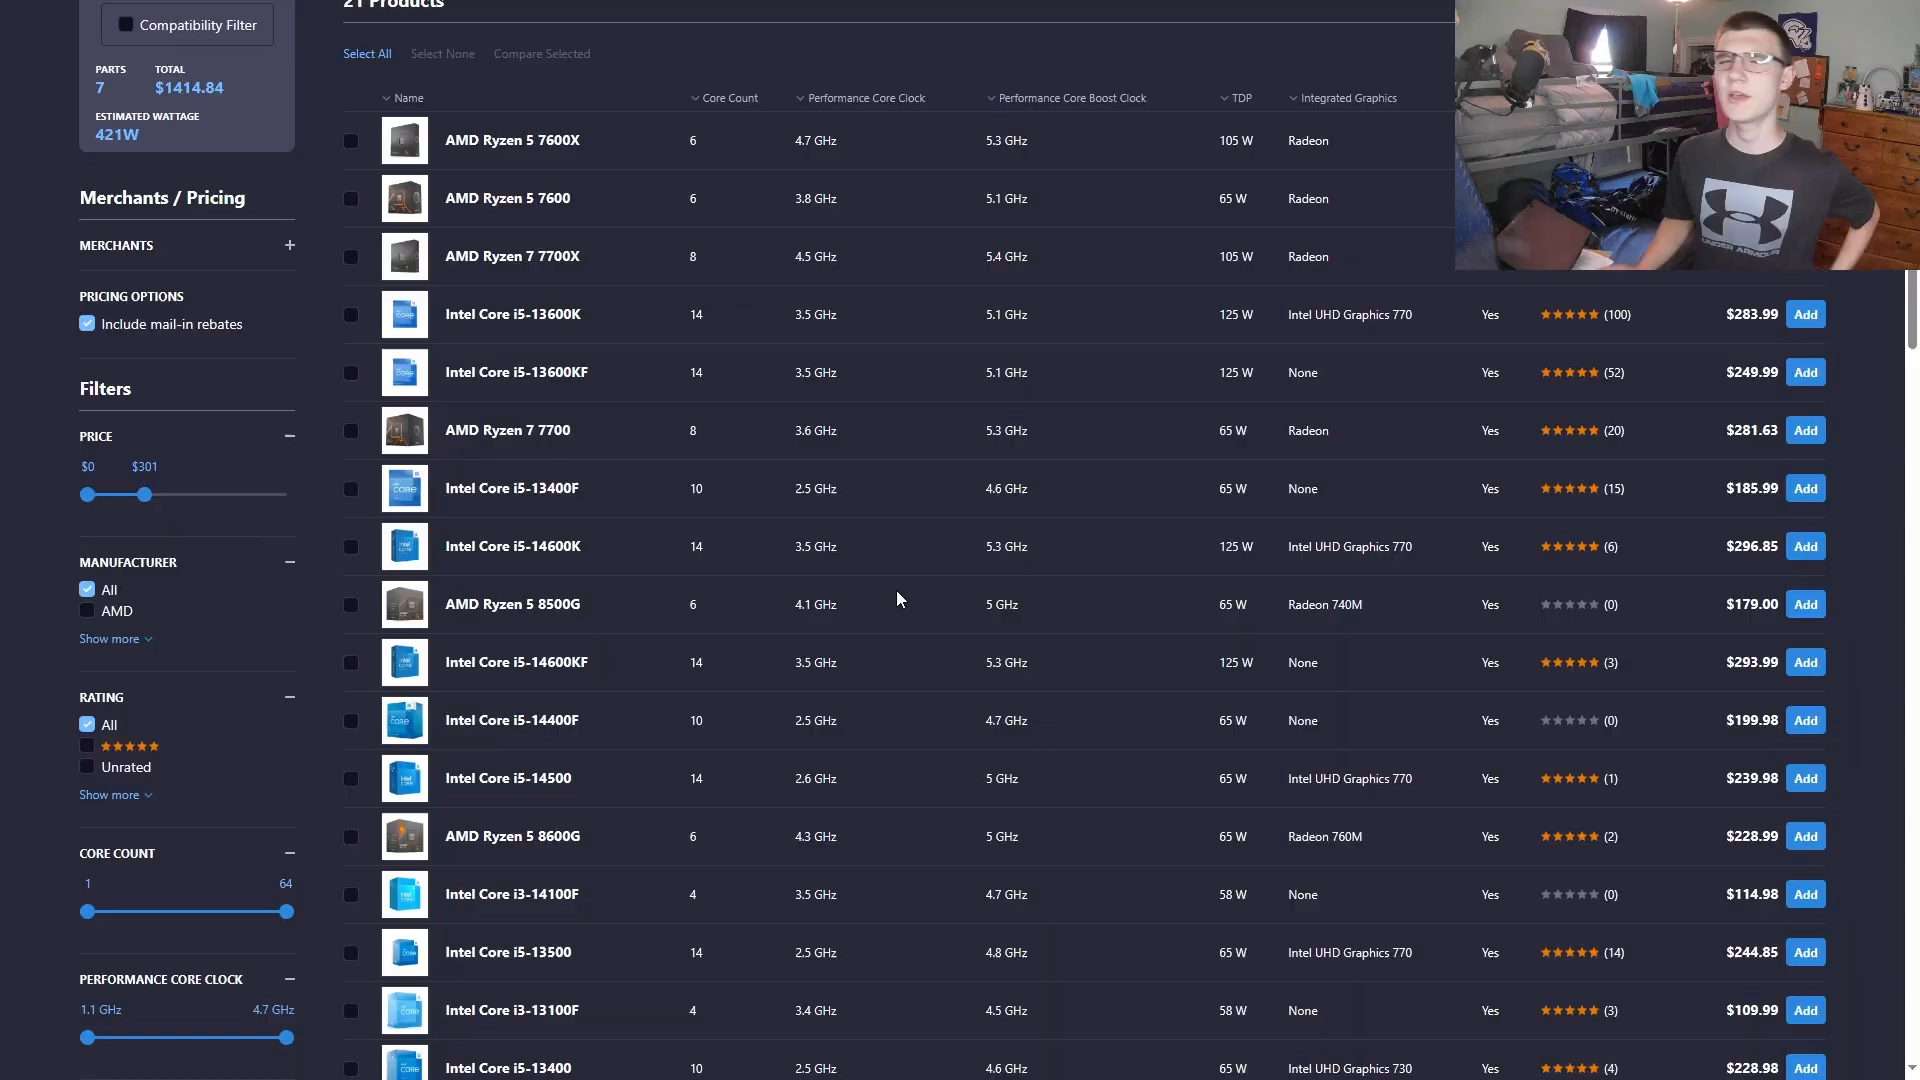 21 Products
Compatibility Filter
PARTS TOTAL
7 $1414.84
ESTIMATED WATTAGE
421W
Merchants / Pricing
MERCHANTS
PRICING OPTIONS
Include mail-in rebates
Filters
PRICE
$0 $301
MANUFACTURER
All
AMD
Show more
RATING
All
Unrated
Show more
CORE COUNT
1 64
PERFORMANCE CORE CLOCK
1.1 GHz 4.7 GHz
Select All Select None Compare Selected
Name Core Count Performance Core Clock Performance Core Boost Clock TDP Integrated Graphics
AMD Ryzen 5 7600X 6 4.7 GHz 5.3 GHz 105 W Radeon
AMD Ryzen 5 7600 6 3.8 GHz 5.1 GHz 65 W Radeon
AMD Ryzen 7 7700X 8 4.5 GHz 5.4 GHz 105 W Radeon
Intel Core i5-13600K 14 3.5 GHz 5.1 GHz 125 W Intel UHD Graphics 770 Yes (100) $283.99 Add
Intel Core i5-13600KF 14 3.5 GHz 5.1 GHz 125 W None Yes (52) $249.99 Add
AMD Ryzen 7 7700 8 3.6 GHz 5.3 GHz 65 W Radeon Yes (20) $281.63 Add
Intel Core i5-13400F 10 2.5 GHz 4.6 GHz 65 W None Yes (15) $185.99 Add
Intel Core i5-14600K 14 3.5 GHz 5.3 GHz 125 W Intel UHD Graphics 770 Yes (6) $296.85 Add
AMD Ryzen 5 8500G 6 4.1 GHz 5 GHz 65 W Radeon 740M Yes (0) $179.00 Add
Intel Core i5-14600KF 14 3.5 GHz 5.3 GHz 125 W None Yes (3) $293.99 Add
Intel Core i5-14400F 10 2.5 GHz 4.7 GHz 65 W None Yes (0) $199.98 Add
Intel Core i5-14500 14 2.6 GHz 5 GHz 65 W Intel UHD Graphics 770 Yes (1) $239.98 Add
AMD Ryzen 5 8600G 6 4.3 GHz 5 GHz 65 W Radeon 760M Yes (2) $228.99 Add
Intel Core i3-14100F 4 3.5 GHz 4.7 GHz 58 W None Yes (0) $114.98 Add
Intel Core i5-13500 14 2.5 GHz 4.8 GHz 65 W Intel UHD Graphics 770 Yes (14) $244.85 Add
Intel Core i3-13100F 4 3.4 GHz 4.5 GHz 58 W None Yes (3) $109.99 Add
Intel Core i5-13400 10 2.5 GHz 4.6 GHz 65 W Intel UHD Graphics 730 Yes (4) $228.98 Add
UNDER ARMOUR